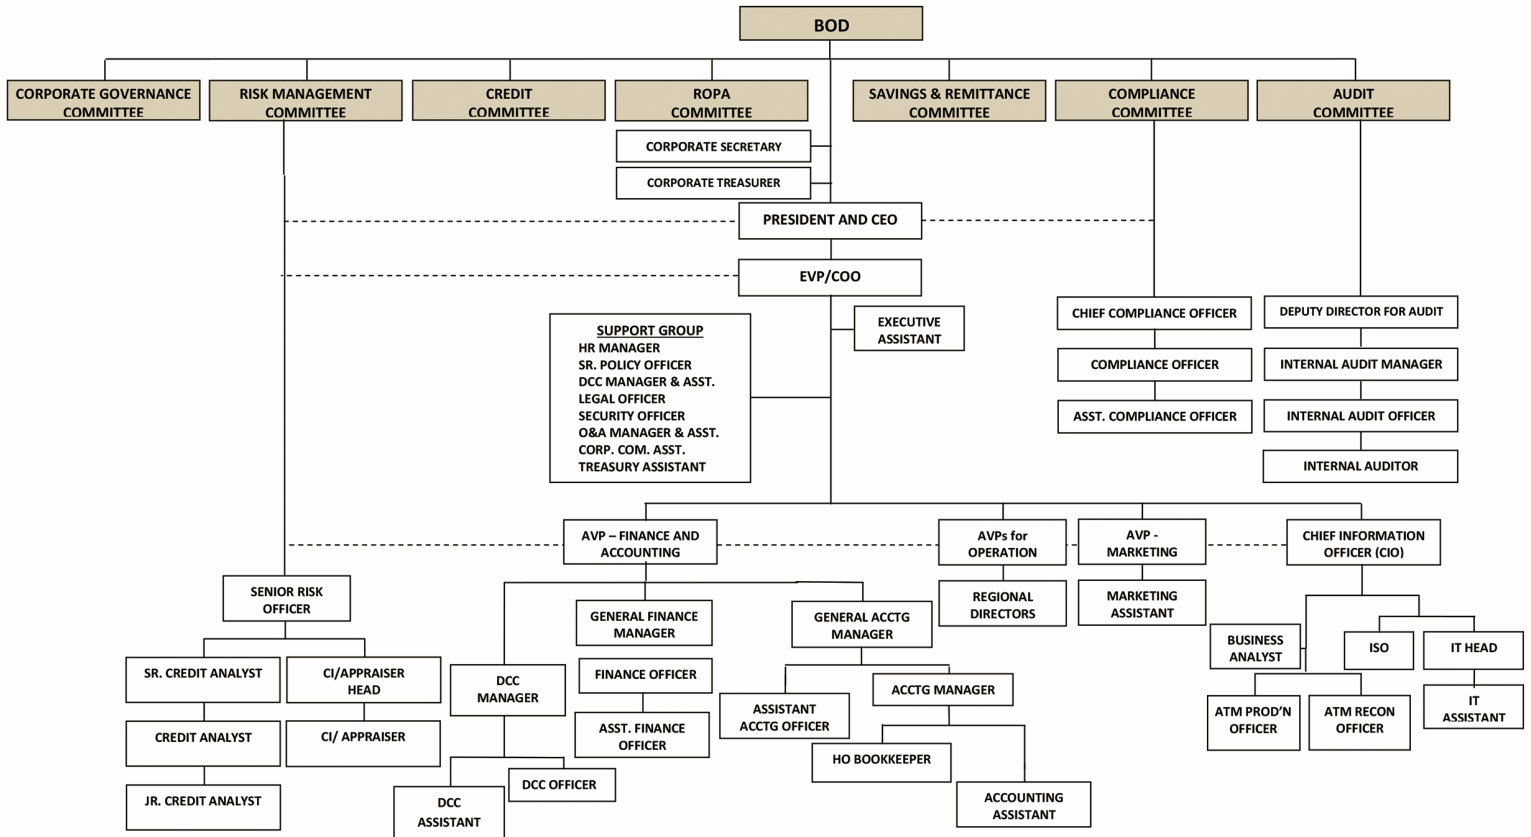 BOD
CORPORATE GOVERNANCE
COMMITTEE
RISK MANAGEMENT
COMMITTEE
CREDIT
COMMITTEE
ROPA
COMMITTEE
SAVINGS & REMITTANCE
COMMITTEE
COMPLIANCE
COMMITTEE
AUDIT
COMMITTEE
CORPORATE SECRETARY
CORPORATE TREASURER
PRESIDENT AND CEO
EVP/COO
EXECUTIVE
ASSISTANT
SUPPORT GROUP
HR MANAGER
SR. POLICY OFFICER
DCC MANAGER & ASST.
LEGAL OFFICER
SECURITY OFFICER
O&A MANAGER & ASST.
CORP. COM. ASST.
TREASURY ASSISTANT
CHIEF COMPLIANCE OFFICER
COMPLIANCE OFFICER
ASST. COMPLIANCE OFFICER
DEPUTY DIRECTOR FOR AUDIT
INTERNAL AUDIT MANAGER
INTERNAL AUDIT OFFICER
INTERNAL AUDITOR
AVP – FINANCE AND
ACCOUNTING
AVPs for
OPERATION
AVP -
MARKETING
CHIEF INFORMATION
OFFICER (CIO)
SENIOR RISK
OFFICER
SR. CREDIT ANALYST
CREDIT ANALYST
JR. CREDIT ANALYST
CI/APPRAISER
HEAD
CI/ APPRAISER
DCC
MANAGER
DCC
ASSISTANT
DCC OFFICER
GENERAL FINANCE
MANAGER
FINANCE OFFICER
ASST. FINANCE
OFFICER
GENERAL ACCTG
MANAGER
ASSISTANT
ACCTG OFFICER
ACCTG MANAGER
HO BOOKKEEPER
ACCOUNTING
ASSISTANT
REGIONAL
DIRECTORS
MARKETING
ASSISTANT
BUSINESS
ANALYST
ISO
IT HEAD
ATM PROD'N
OFFICER
ATM RECON
OFFICER
IT
ASSISTANT